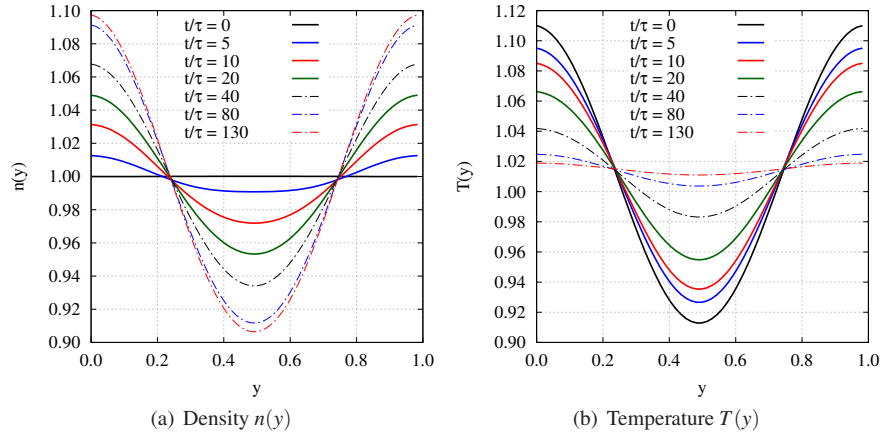 1.10
1.08
1.06
1.04
1.02
1.00
0.98
0.96
0.94
0.92
0.90
n(y)
t/τ = 0
t/τ = 5
t/τ = 10
t/τ = 20
t/τ = 40
t/τ = 80
t/τ = 130
0.0 0.2 0.4 0.6 0.8 1.0
y
(a) Density n(y)
1.12
1.10
1.08
1.06
1.04
1.02
1.00
0.98
0.96
0.94
0.92
0.90
T(y)
t/τ = 0
t/τ = 5
t/τ = 10
t/τ = 20
t/τ = 40
t/τ = 80
t/τ = 130
0.0 0.2 0.4 0.6 0.8 1.0
y
(b) Temperature T(y)